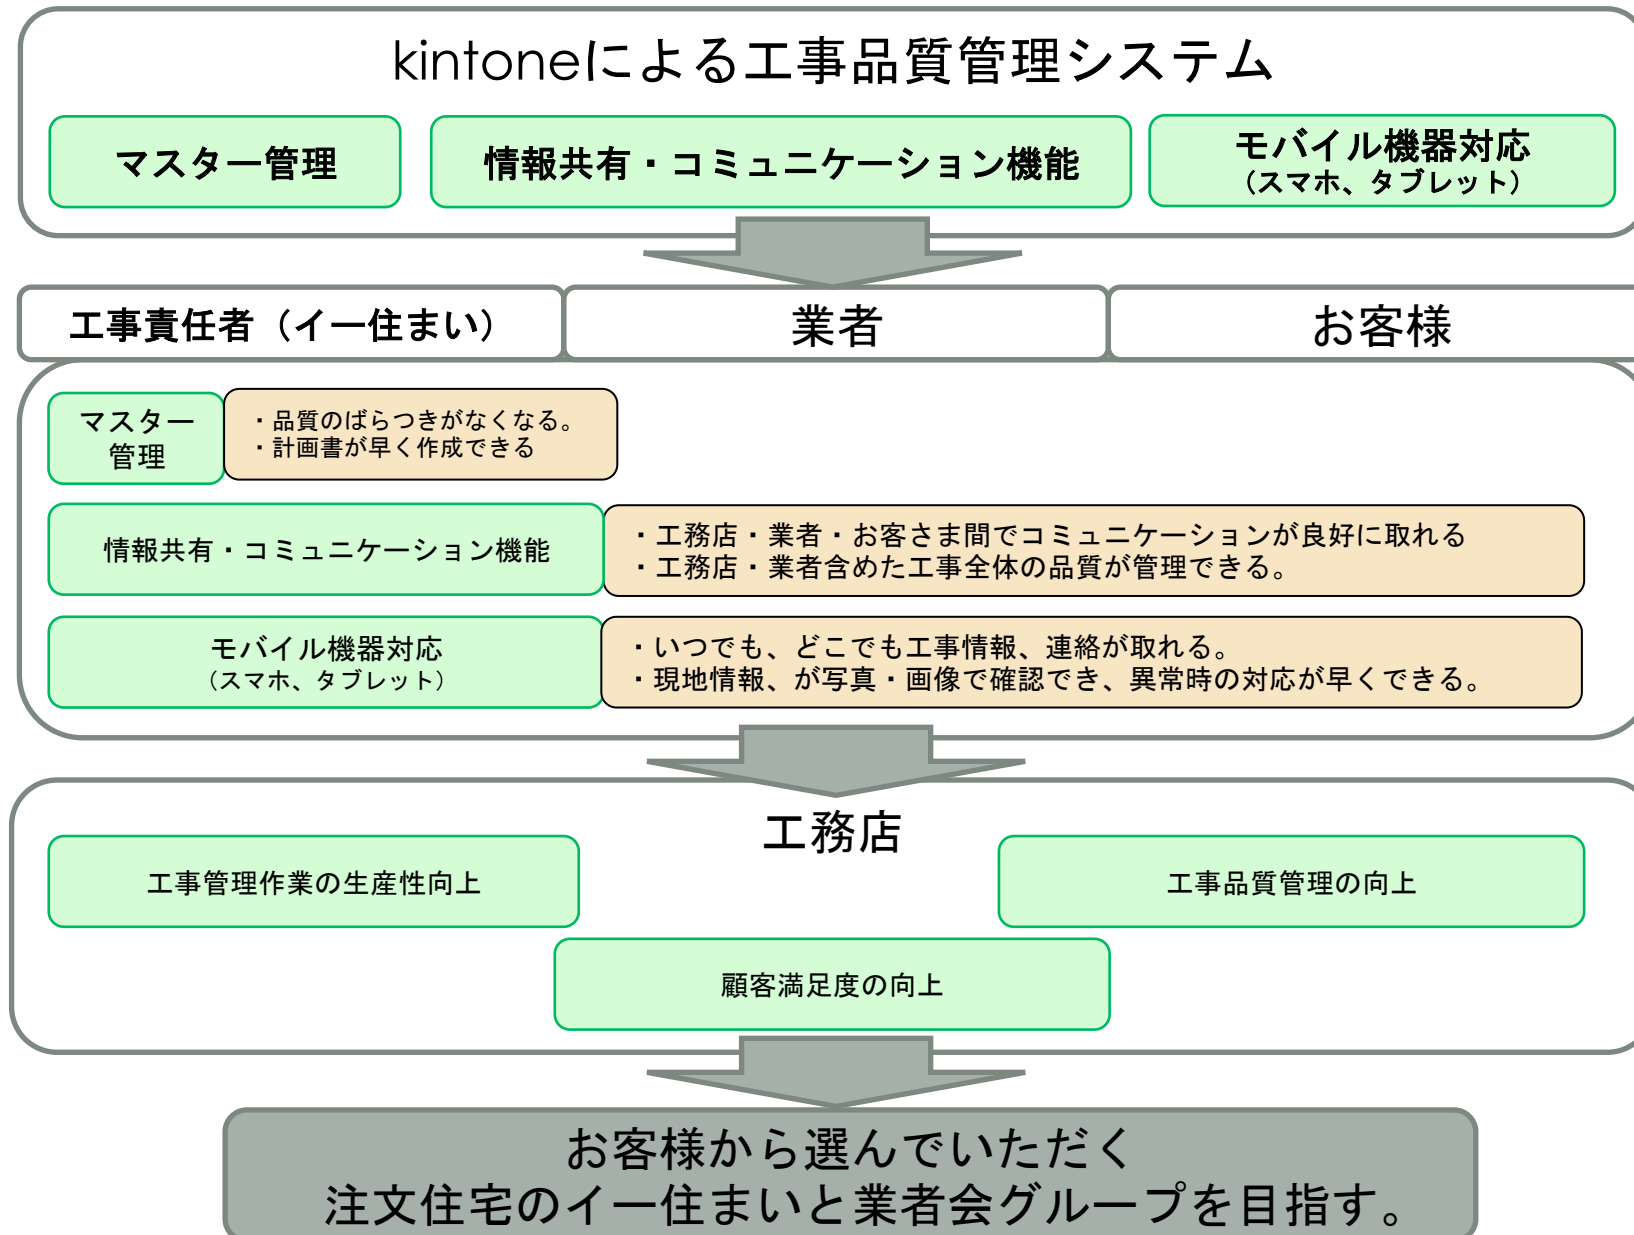 kintoneによる工事品質管理システム
マスター管理
情報共有・コミュニケーション機能
モバイル機器対応
（スマホ、タブレット）
工事責任者（イー住まい）
業者
お客様
マスター
管理
・品質のばらつきがなくなる。
・計画書が早く作成できる
情報共有・コミュニケーション機能
・工務店・業者・お客さま間でコミュニケーションが良好に取れる
・工務店・業者含めた工事全体の品質が管理できる。
モバイル機器対応
（スマホ、タブレット）
・いつでも、どこでも工事情報、連絡が取れる。
・現地情報、が写真・画像で確認でき、異常時の対応が早くできる。
工務店
工事管理作業の生産性向上
工事品質管理の向上
顧客満足度の向上
お客様から選んでいただく
注文住宅のイー住まいと業者会グループを目指す。